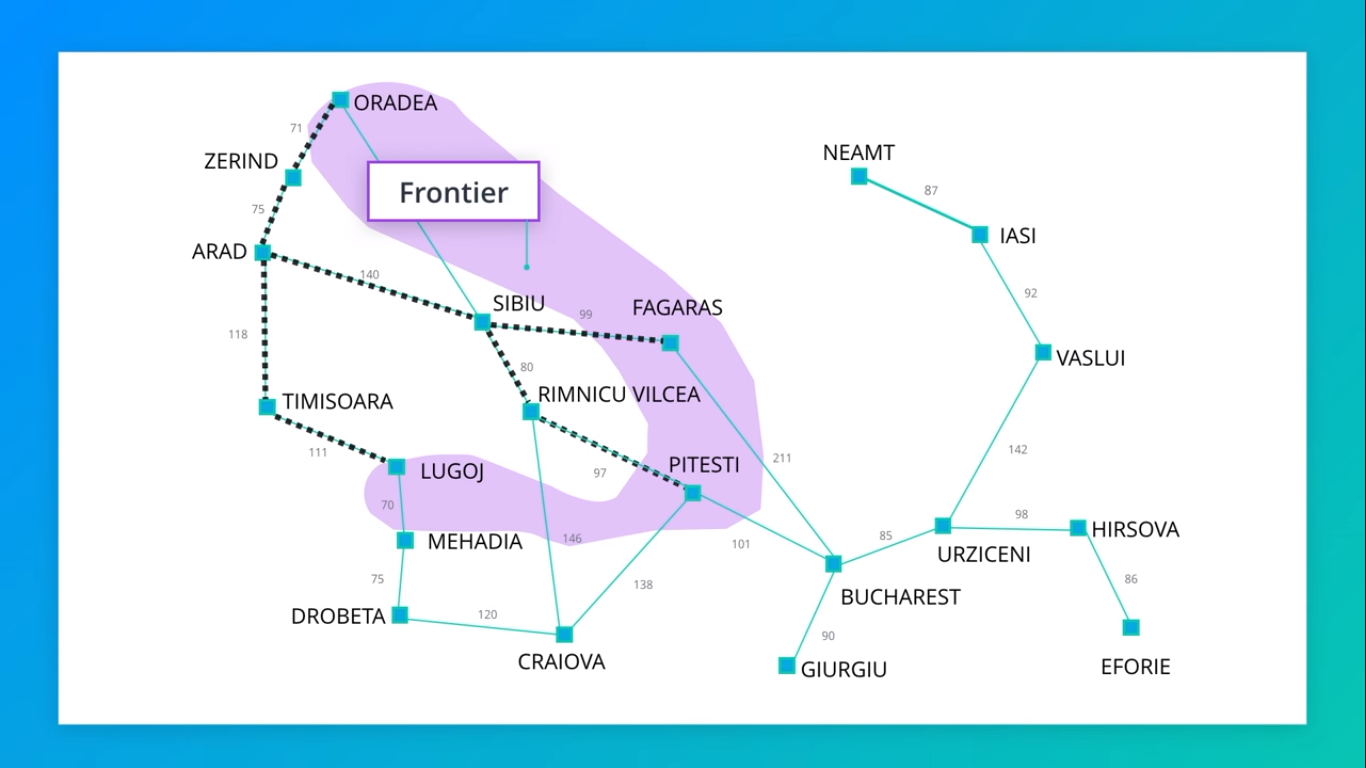 ORADEA
71
ZERIND
NEAMT
87
Frontier
75
IASI
ARAD
140
92
SIBIU
FAGARAS
99
118
VASLUI
80
RIMNICU VILCEA
TIMISOARA
111
142
PITESTI
211
LUGOJ
97
70
98
HIRSOVA
MEHADIA
146
101
85
URZICENI
75
138
86
BUCHAREST
DROBETA
120
90
CRAIOVA
GIURGIU
EFORIE